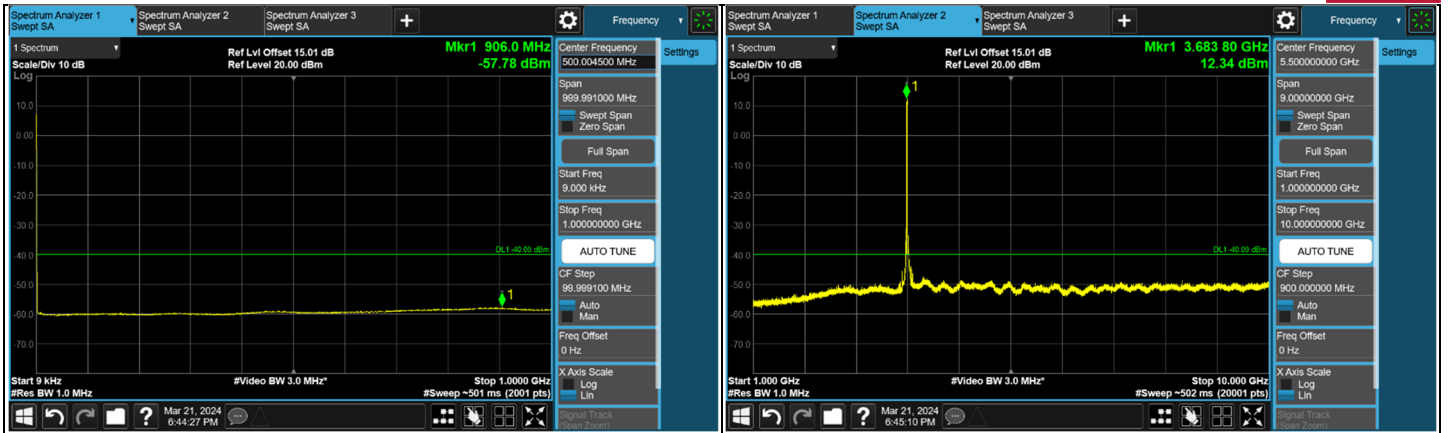 Spectrum Analyzer 1
Swept SA
Spectrum Analyzer 2
Swept SA
Spectrum Analyzer 3
Swept SA
+
Frequency
1 Spectrum
Scale/Div 10 dB
Log
Ref Lvl Offset 15.01 dB
Ref Level 20.00 dBm
Mkr1 906.0 MHz
-57.78 dBm
10.0
0.00
-10.0
-20.0
-30.0
-40.0
-50.0
-60.0
-70.0
DL1 -40.00 dBm
1
Start 9 kHz
#Res BW 1.0 MHz
#Video BW 3.0 MHz*
Stop 1.0000 GHz
#Sweep ~501 ms (2001 pts)
Center Frequency
500.004500 MHz
Settings
Span
999.991000 MHz
Swept Span
Zero Span
Full Span
Start Freq
9.000 kHz
Stop Freq
1.000000000 GHz
AUTO TUNE
CF Step
99.999100 MHz
Auto
Man
Freq Offset
0 Hz
X Axis Scale
Log
Lin
Signal Track
(Span Zoom)
?
Mar 21, 2024
6:44:27 PM
Spectrum Analyzer 1
Swept SA
Spectrum Analyzer 2
Swept SA
Spectrum Analyzer 3
Swept SA
+
Frequency
1 Spectrum
Scale/Div 10 dB
Log
Ref Lvl Offset 15.01 dB
Ref Level 20.00 dBm
Mkr1 3.683 80 GHz
12.34 dBm
10.0
0.00
-10.0
-20.0
-30.0
-40.0
-50.0
-60.0
-70.0
1
DL1 -40.00 dBm
Start 1.000 GHz
#Res BW 1.0 MHz
#Video BW 3.0 MHz*
Stop 10.000 GHz
#Sweep ~502 ms (2001 pts)
Center Frequency
5.500000000 GHz
Settings
Span
9.00000000 GHz
Swept Span
Zero Span
Full Span
Start Freq
1.000000000 GHz
Stop Freq
10.000000000 GHz
AUTO TUNE
CF Step
900.000000 MHz
Auto
Man
Freq Offset
0 Hz
X Axis Scale
Log
Lin
Signal Track
(Span Zoom)
?
Mar 21, 2024
6:45:10 PM